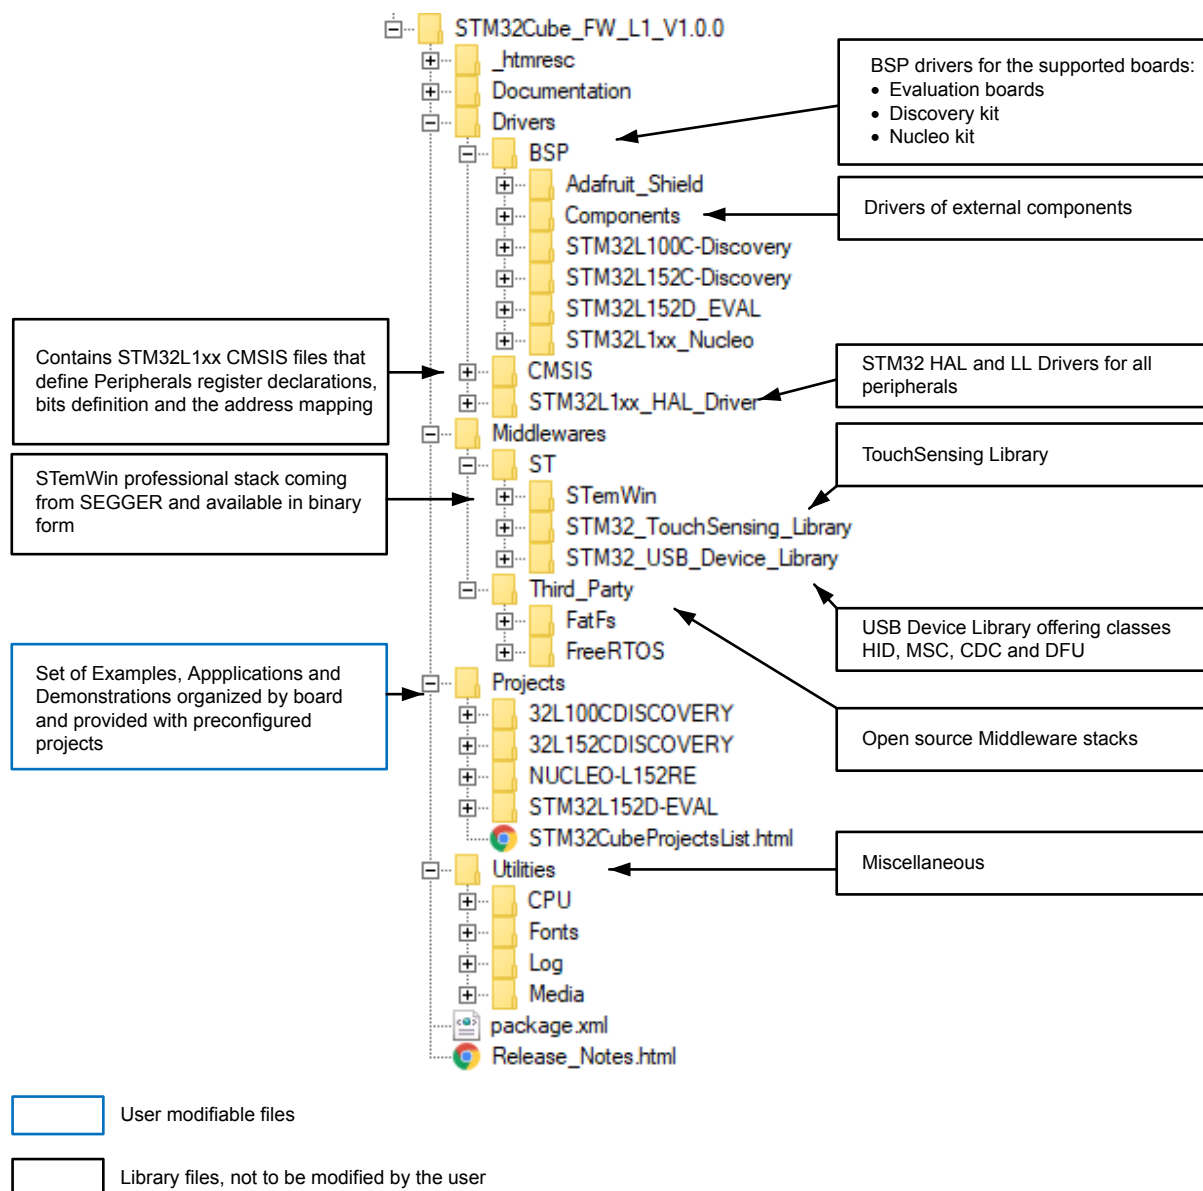 STM32Cube_FW_L1_V1.0.0
_htmresc
Documentation
Drivers
BSP
Adafruit_Shield
Components
STM32L100C-Discovery
STM32L152C-Discovery
STM32L152D_EVAL
STM32L1xx_Nucleo
CMSIS
STM32L1xx_HAL_Driver
Middlewares
ST
STemWin
STM32_TouchSensing_Library
STM32_USB_Device_Library
Third_Party
FatFs
FreeRTOS
Projects
32L100CDISCOVERY
32L152CDISCOVERY
NUCLEO-L152RE
STM32L152D-EVAL
STM32CubeProjectsList.html
Utilities
CPU
Fonts
Log
Media
package.xml
Release_Notes.html
Contains STM32L1xx CMSIS files that
define Peripherals register declarations,
bits definition and the address mapping
STemWin professional stack coming
from SEGGER and available in binary
form
Set of Examples, Appplications and
Demonstrations organized by board
and provided with preconfigured
projects
BSP drivers for the supported boards:
• Evaluation boards
• Discovery kit
• Nucleo kit
Drivers of external components
STM32 HAL and LL Drivers for all
peripherals
TouchSensing Library
USB Device Library offering classes
HID, MSC, CDC and DFU
Open source Middleware stacks
Miscellaneous
User modifiable files
Library files, not to be modified by the user